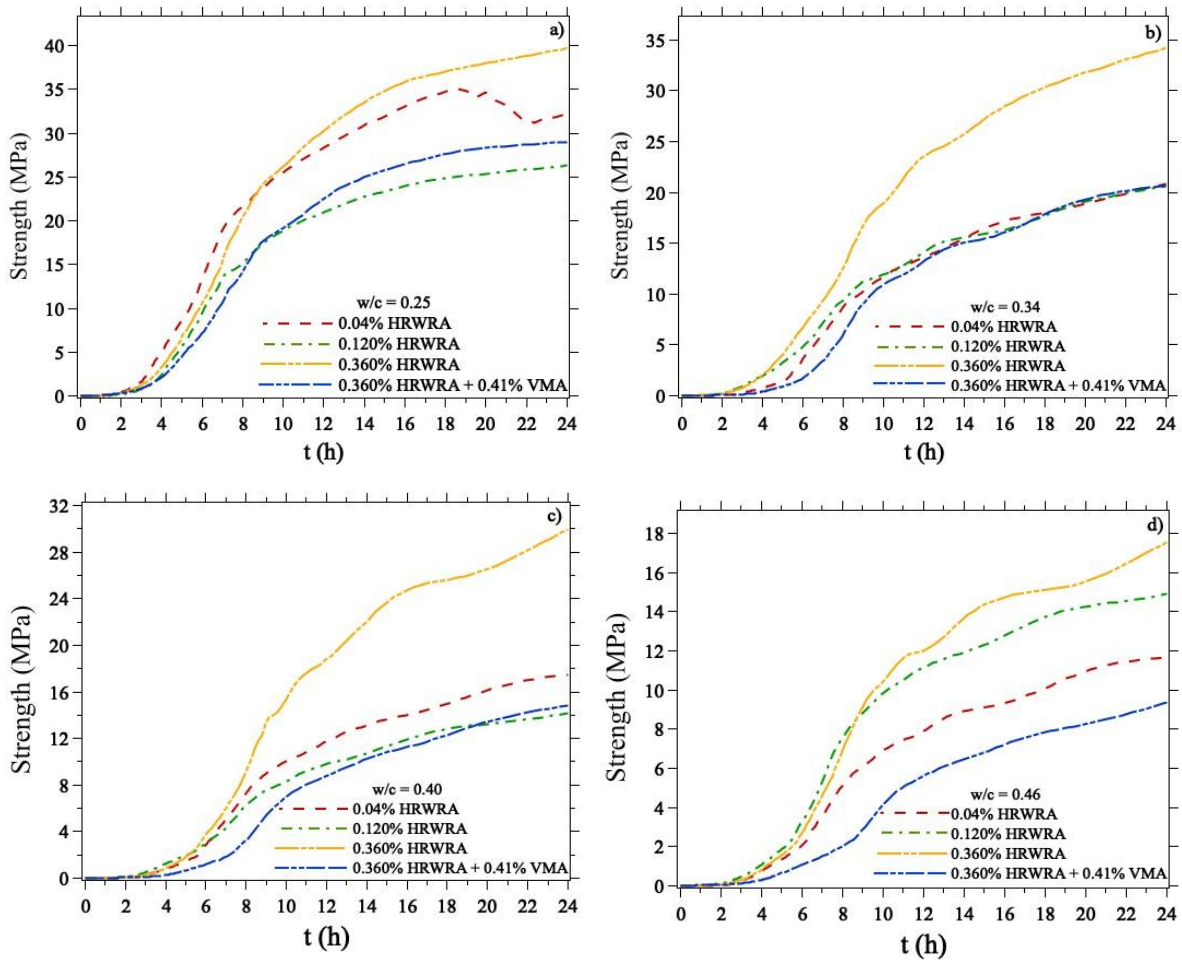 a)
Strength (MPa)
40
35
30
25
20
15
10
5
0
w/c = 0.25
0.04% HRWRA
0.120% HRWRA
0.360% HRWRA
0.360% HRWRA + 0.41% VMA
0 2 4 6 8 10 12 14 16 18 20 22 24
t (h)
b)
Strength (MPa)
35
30
25
20
15
10
5
0
w/c = 0.34
0.04% HRWRA
0.120% HRWRA
0.360% HRWRA
0.360% HRWRA + 0.41% VMA
0 2 4 6 8 10 12 14 16 18 20 22 24
t (h)
c)
Strength (MPa)
32
28
24
20
16
12
8
4
0
w/c = 0.40
0.04% HRWRA
0.120% HRWRA
0.360% HRWRA
0.360% HRWRA + 0.41% VMA
0 2 4 6 8 10 12 14 16 18 20 22 24
t (h)
d)
Strength (MPa)
18
16
14
12
10
8
6
4
2
0
w/c = 0.46
0.04% HRWRA
0.120% HRWRA
0.360% HRWRA
0.360% HRWRA + 0.41% VMA
0 2 4 6 8 10 12 14 16 18 20 22 24
t (h)